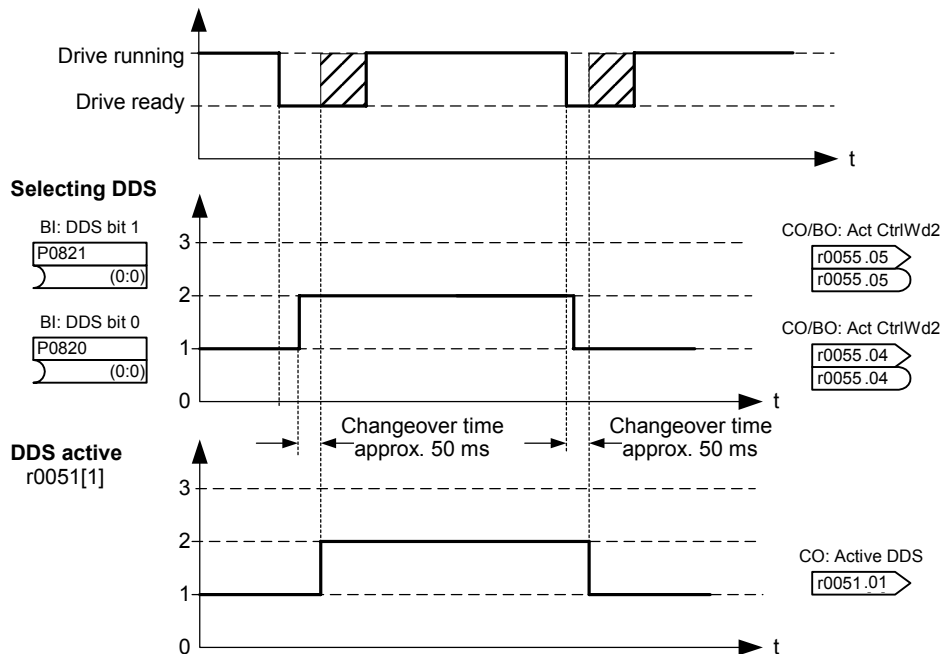 Drive running
Drive ready
t
Selecting DDS
BI: DDS bit 1
P0821
(0:0)
BI: DDS bit 0
P0820
(0:0)
3
2
1
0
t
CO/BO: Act CtrlWd2
r0055 .05
r0055 .05
CO/BO: Act CtrlWd2
r0055 .04
r0055 .04
Changeover time
approx. 50 ms
Changeover time
approx. 50 ms
DDS active
r0051[1]
3
2
1
0
t
CO: Active DDS
r0051 .01